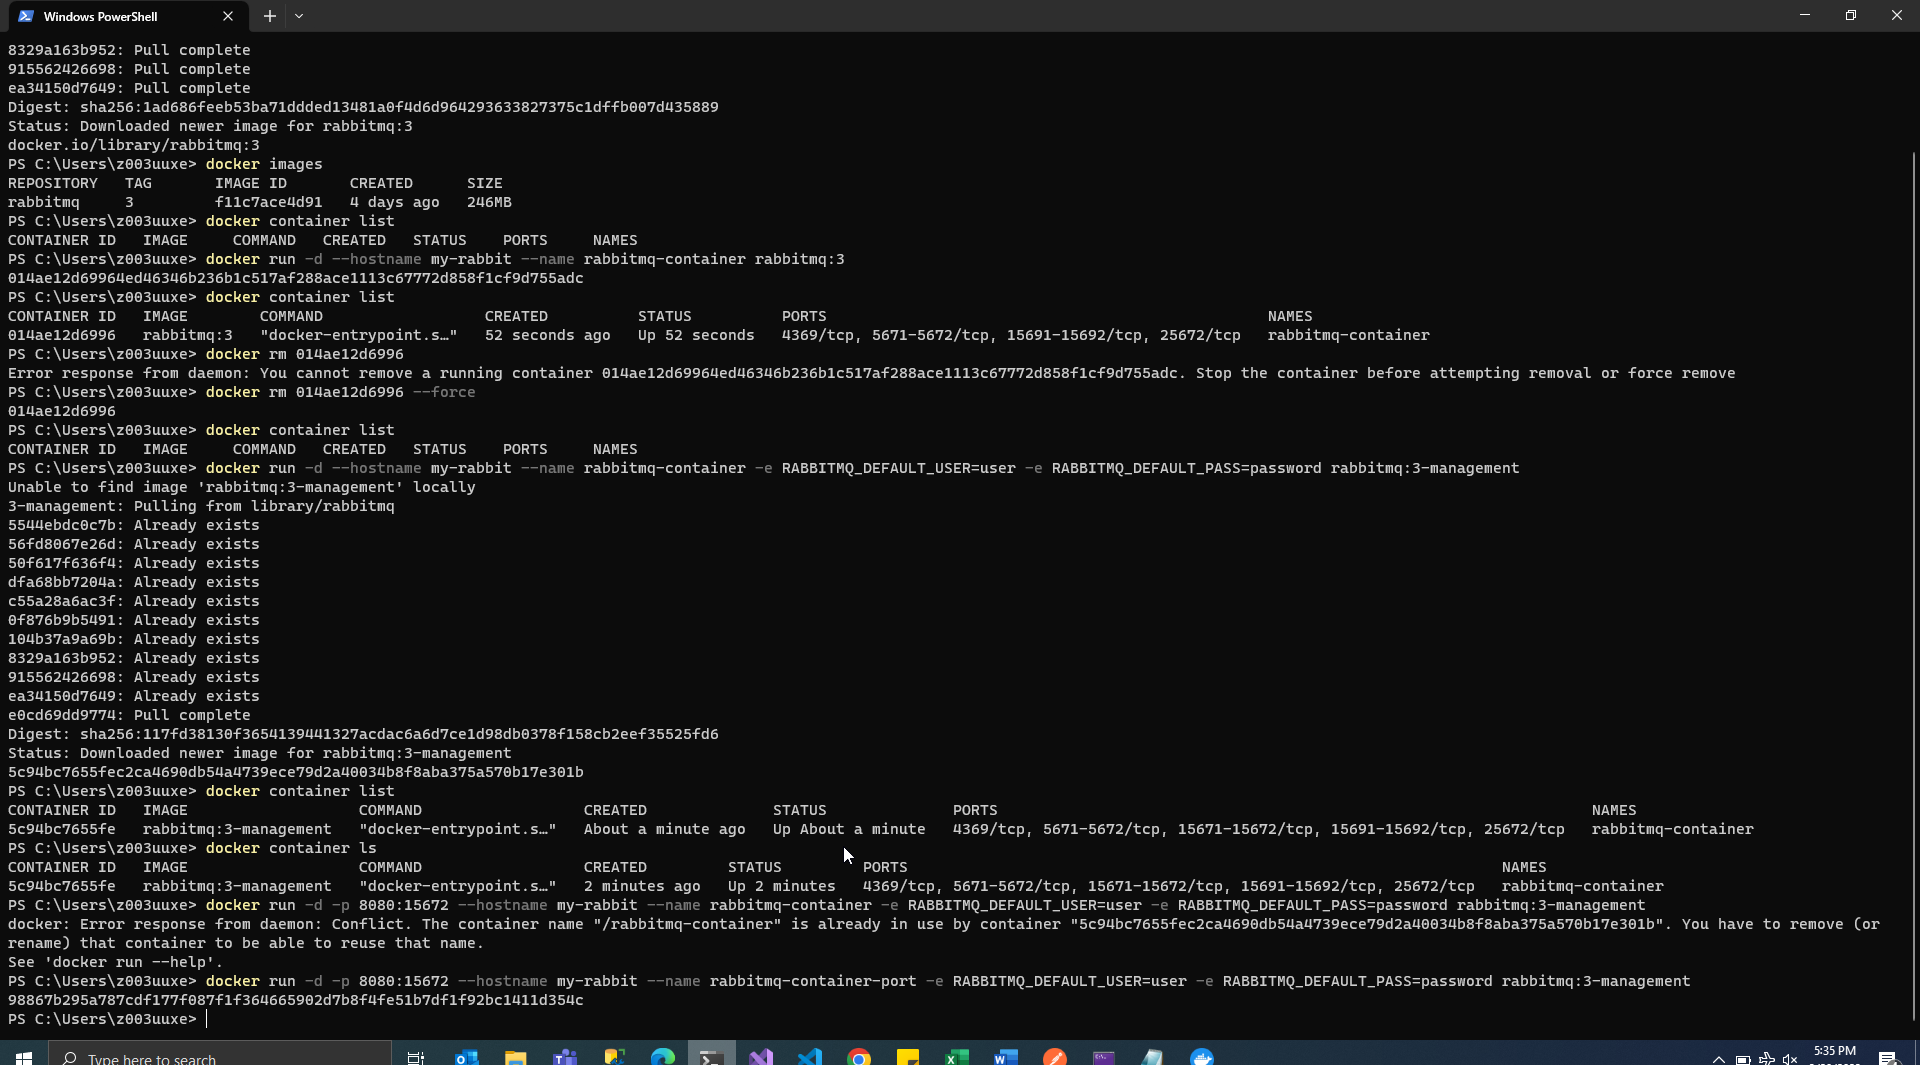 Windows PowerShell
8329a163b952: Pull complete
915562426698: Pull complete
ea34150d7649: Pull complete
Digest: sha256:1ad686feeb53ba71ddded13481a0f4d6d964293633827375c1dffb007d435889
Status: Downloaded newer image for rabbitmq:3
docker.io/library/rabbitmq:3
PS C:\Users\z003uuxe> docker images
REPOSITORY   TAG       IMAGE ID       CREATED      SIZE
rabbitmq     3         f11c7ace4d91   4 days ago   246MB
PS C:\Users\z003uuxe> docker container list
CONTAINER ID   IMAGE     COMMAND   CREATED   STATUS    PORTS     NAMES
PS C:\Users\z003uuxe> docker run -d --hostname my-rabbit --name rabbitmq-container rabbitmq:3
014ae12d69964ed46346b236b1c517af288ace1113c67772d858f1cf9d755adc
PS C:\Users\z003uuxe> docker container list
CONTAINER ID   IMAGE        COMMAND                  CREATED          STATUS          PORTS                                                 NAMES
014ae12d6996   rabbitmq:3   "docker-entrypoint.s…"   52 seconds ago   Up 52 seconds   4369/tcp, 5671-5672/tcp, 15691-15692/tcp, 25672/tcp   rabbitmq-container
PS C:\Users\z003uuxe> docker rm 014ae12d6996
Error response from daemon: You cannot remove a running container 014ae12d69964ed46346b236b1c517af288ace1113c67772d858f1cf9d755adc. Stop the container before attempting removal or force remove
PS C:\Users\z003uuxe> docker rm 014ae12d6996 --force
014ae12d6996
PS C:\Users\z003uuxe> docker container list
CONTAINER ID   IMAGE     COMMAND   CREATED   STATUS    PORTS     NAMES
PS C:\Users\z003uuxe> docker run -d --hostname my-rabbit --name rabbitmq-container -e RABBITMQ_DEFAULT_USER=user -e RABBITMQ_DEFAULT_PASS=password rabbitmq:3-management
Unable to find image 'rabbitmq:3-management' locally
3-management: Pulling from library/rabbitmq
5544ebdc0c7b: Already exists
56fd8067e26d: Already exists
50f617f636f4: Already exists
dfa68bb7204a: Already exists
c55a28a6ac3f: Already exists
0f876b9b5491: Already exists
104b37a9a69b: Already exists
8329a163b952: Already exists
915562426698: Already exists
ea34150d7649: Already exists
e0cd69dd9774: Pull complete
Digest: sha256:117fd38130f3654139441327acdac6a6d7ce1d98db0378f158cb2eef35525fd6
Status: Downloaded newer image for rabbitmq:3-management
5c94bc7655fec2ca4690db54a4739ece79d2a40034b8f8aba375a570b17e301b
PS C:\Users\z003uuxe> docker container list
CONTAINER ID   IMAGE                   COMMAND                  CREATED              STATUS              PORTS                                                                  NAMES
5c94bc7655fe   rabbitmq:3-management   "docker-entrypoint.s…"   About a minute ago   Up About a minute   4369/tcp, 5671-5672/tcp, 15671-15672/tcp, 15691-15692/tcp, 25672/tcp   rabbitmq-container
PS C:\Users\z003uuxe> docker container ls
CONTAINER ID   IMAGE                   COMMAND                  CREATED         STATUS         PORTS                                                                  NAMES
5c94bc7655fe   rabbitmq:3-management   "docker-entrypoint.s…"   2 minutes ago   Up 2 minutes   4369/tcp, 5671-5672/tcp, 15671-15672/tcp, 15691-15692/tcp, 25672/tcp   rabbitmq-container
PS C:\Users\z003uuxe> docker run -d -p 8080:15672 --hostname my-rabbit --name rabbitmq-container -e RABBITMQ_DEFAULT_USER=user -e RABBITMQ_DEFAULT_PASS=password rabbitmq:3-management
docker: Error response from daemon: Conflict. The container name "/rabbitmq-container" is already in use by container "5c94bc7655fec2ca4690db54a4739ece79d2a40034b8f8aba375a570b17e301b". You have to remove (or
rename) that container to be able to reuse that name.
See 'docker run --help'.
PS C:\Users\z003uuxe> docker run -d -p 8080:15672 --hostname my-rabbit --name rabbitmq-container-port -e RABBITMQ_DEFAULT_USER=user -e RABBITMQ_DEFAULT_PASS=password rabbitmq:3-management
98867b295a787cdf177f087f1f364665902d7b8f4fe51b7df1f92bc1411d354c
PS C:\Users\z003uuxe>
Type here to search
5:35 PM